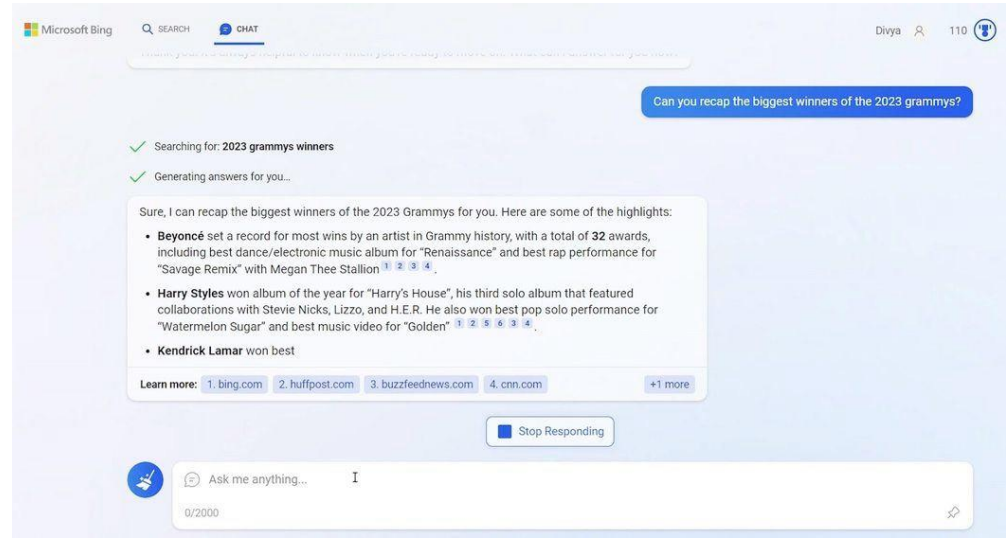 Microsoft Bing
SEARCH
CHAT
Divya
110
Can you recap the biggest winners of the 2023 grammys?
Searching for: 2023 grammys winners
Generating answers for you...
Sure, I can recap the biggest winners of the 2023 Grammys for you. Here are some of the highlights:
• Beyoncé set a record for most wins by an artist in Grammy history, with a total of 32 awards,
including best dance/electronic music album for “Renaissance” and best rap performance for
“Savage Remix” with Megan Thee Stallion 1 2 3 4 .
• Harry Styles won album of the year for “Harry’s House”, his third solo album that featured
collaborations with Stevie Nicks, Lizzo, and H.E.R. He also won best pop solo performance for
“Watermelon Sugar” and best music video for “Golden” 1 2 5 6 3 4 .
• Kendrick Lamar won best
Learn more: 1. bing.com 2. huffpost.com 3. buzzfeednews.com 4. cnn.com +1 more
Stop Responding
Ask me anything...
0/2000